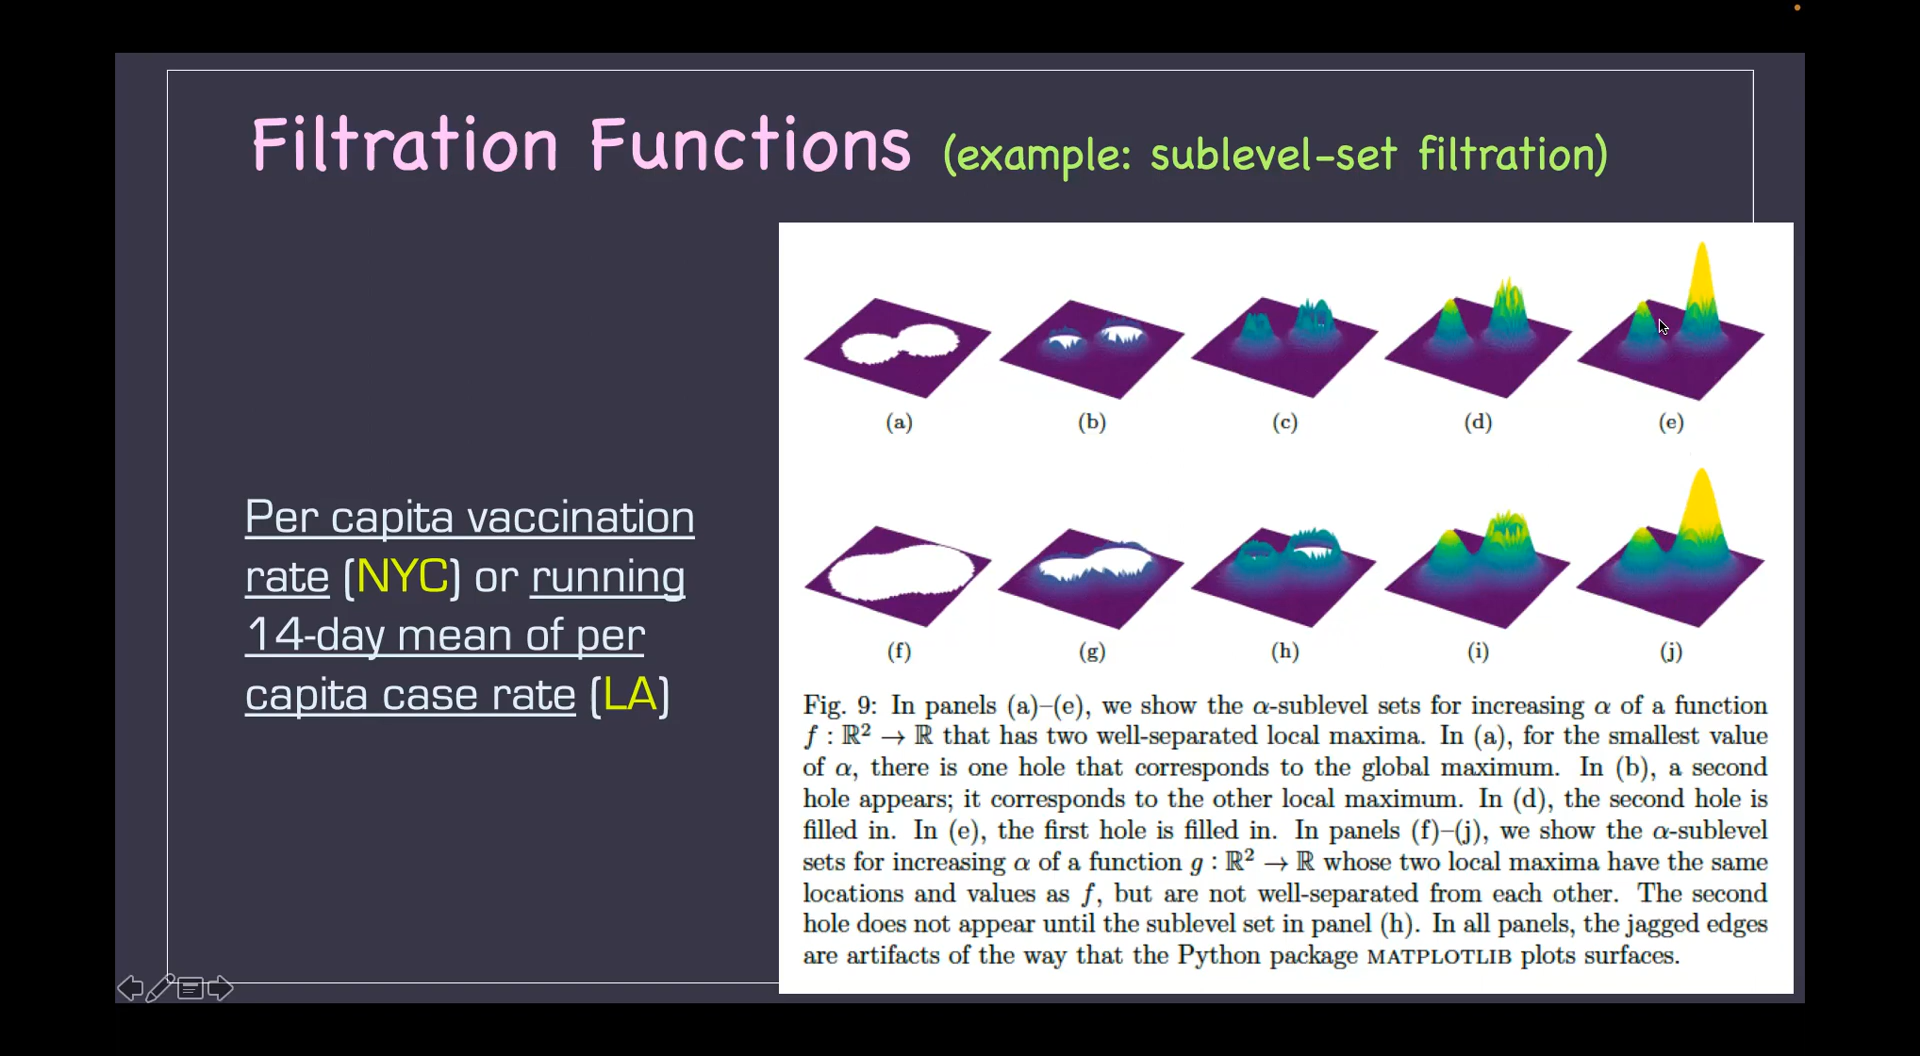 Filtration Functions (example: sublevel-set filtration)
Per capita vaccination
rate (NYC) or running
14-day mean of per
capita case rate (LA)
(a) (b) (c) (d) (e)
(f) (g) (h) (i) (j)
Fig. 9: In panels (a)–(e), we show the α-sublevel sets for increasing α of a function
f : ℝ² → ℝ that has two well-separated local maxima. In (a), for the smallest value
of α, there is one hole that corresponds to the global maximum. In (b), a second
hole appears; it corresponds to the other local maximum. In (d), the second hole is
filled in. In (e), the first hole is filled in. In panels (f)–(j), we show the α-sublevel
sets for increasing α of a function g : ℝ² → ℝ whose two local maxima have the same
locations and values as f, but are not well-separated from each other. The second
hole does not appear until the sublevel set in panel (h). In all panels, the jagged edges
are artifacts of the way that the Python package MATPLOTLIB plots surfaces.